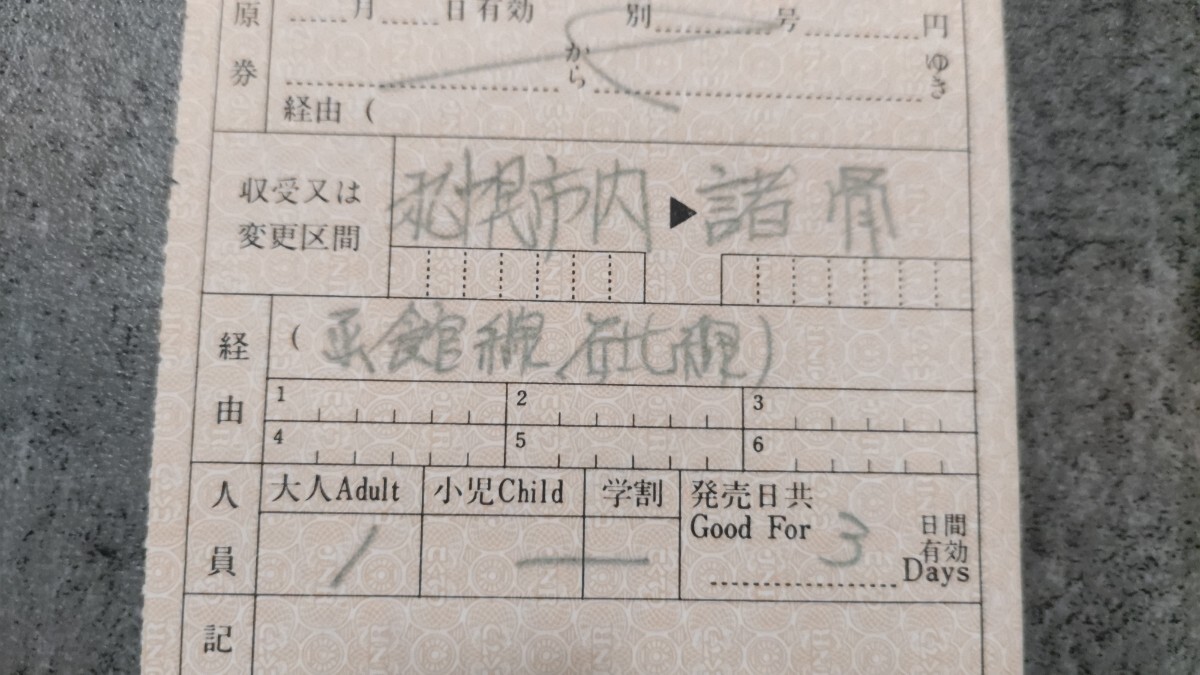 原券
月 日有効 別 号 円
から ゆき
経由 (
収受又は
変更区間
札幌市内 ▶ 諸骨
経由
(函館線、石北線)
1 2 3
4 5 6
人員
大人Adult 小児Child 学割
1 ― ―
発売日共
Good For 3 日間
有効
Days
記